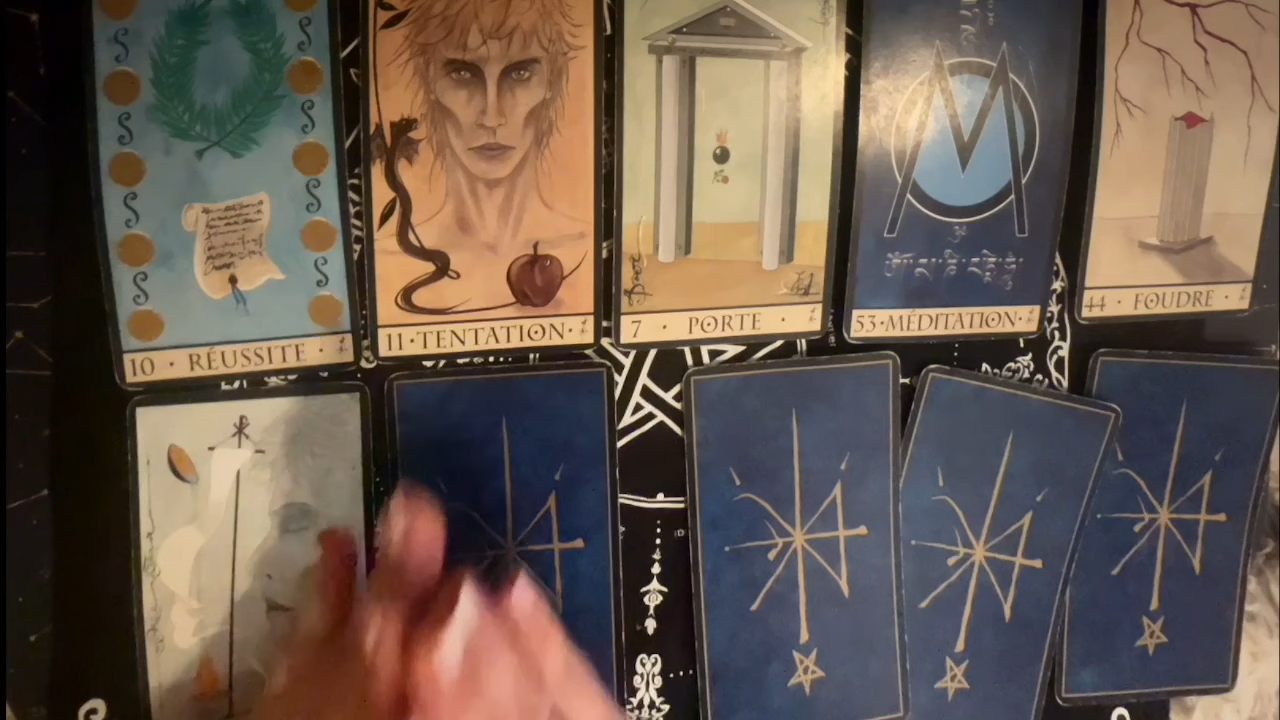 10 · RÉUSSITE ·
11 · TENTATION ·
7 · PORTE ·
53 · MÉDITATION ·
44 · FOUDRE ·